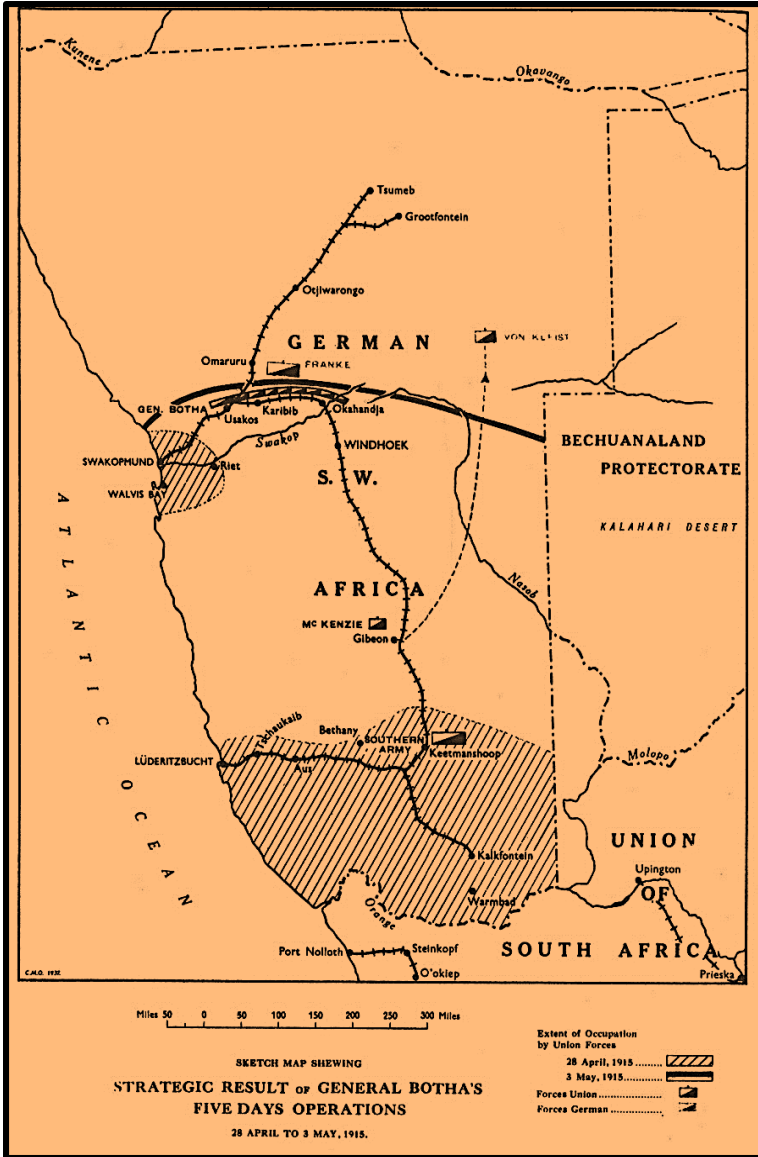 Kunene
Okavango
Tsumeb
Grootfontein
Otjiwarongo
GERMAN
VON KLEIST
Omaruru
FRANKE
GEN. BOTHA
Usakos
Karibib
Okahandja
Swakop
WINDHOEK
BECHUANALAND
PROTECTORATE
SWAKOPMUND
Riet
S. W.
WALVIS BAY
KALAHARI DESERT
ATLANTIC OCEAN
AFRICA
Nasob
Mc KENZIE
Gibeon
Tschaukaib
Bethany
SOUTHERN
ARMY
Keetmanshoop
Molopo
LÜDERITZBUCHT
Aus
UNION
Kalkfontein
Upington
Warmbad
OF
Orange
Port Nolloth
Steinkopf
SOUTH AFRICA
O'okiep
Prieska
C.H.O. 1937.
Miles 50 0 50 100 150 200 250 300 Miles
SKETCH MAP SHEWING
STRATEGIC RESULT OF GENERAL BOTHA'S
FIVE DAYS OPERATIONS
28 APRIL TO 3 MAY, 1915.
Extent of Occupation
by Union Forces
28 April, 1915 .......
3 May, 1915 .......
Forces Union ..............
Forces German ............